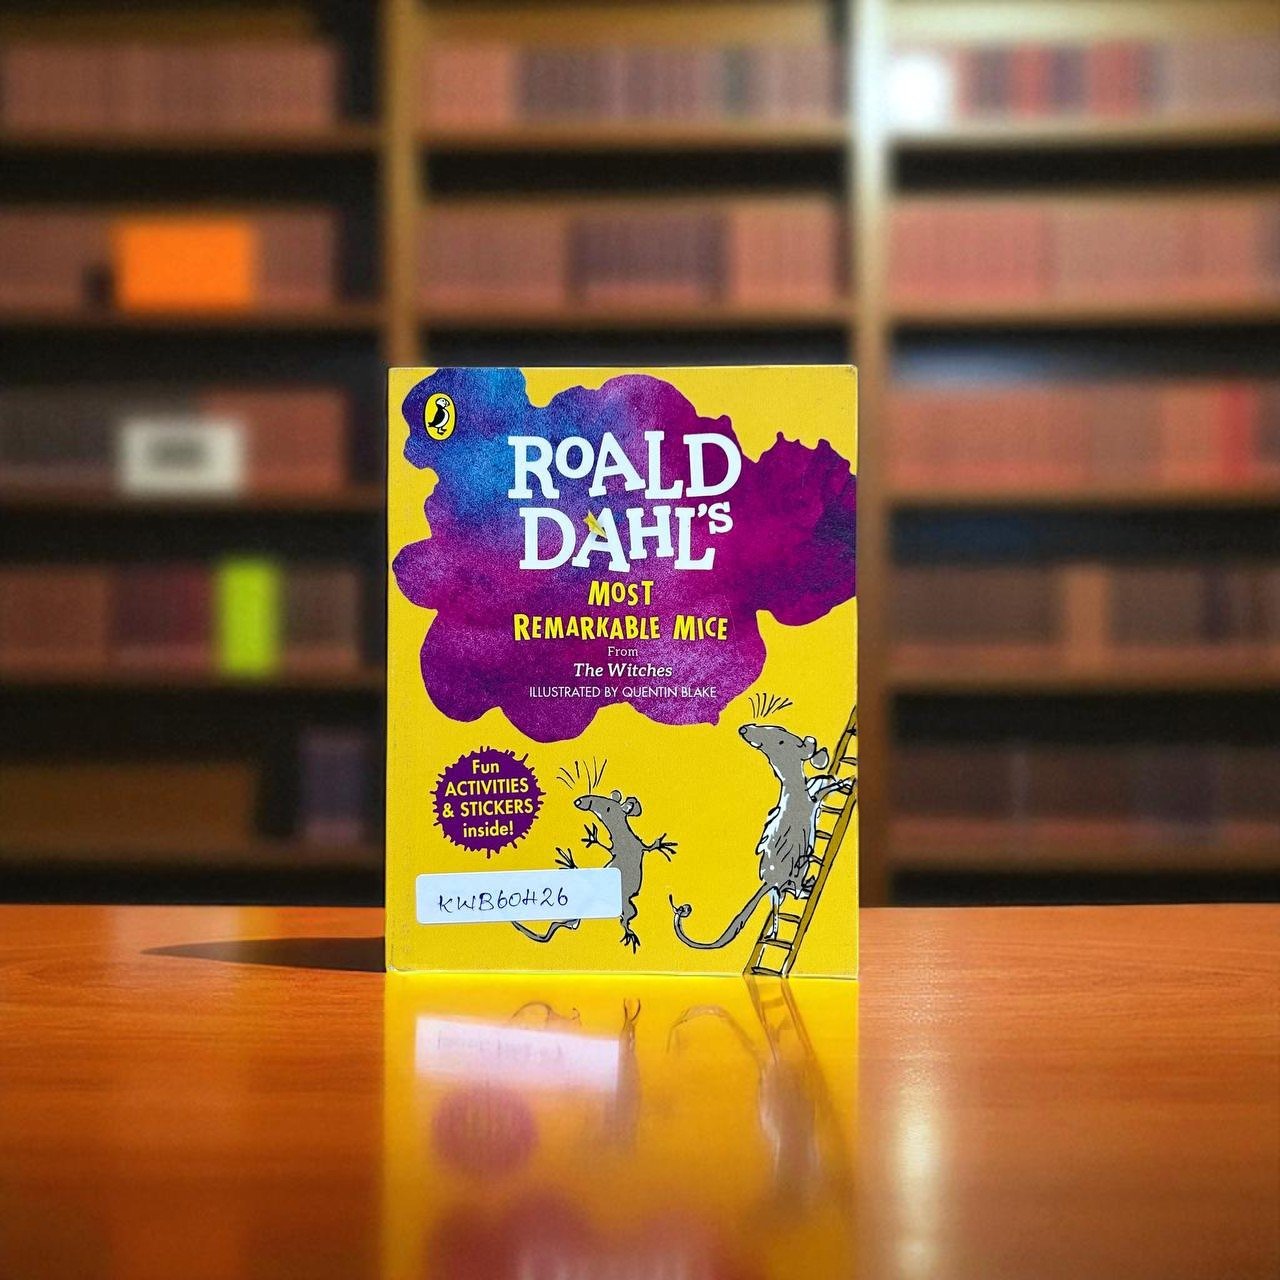 ROALD
DAHL'S
MOST
REMARKABLE MICE
From
The Witches
ILLUSTRATED BY QUENTIN BLAKE
Fun
ACTIVITIES
& STICKERS
inside!
KWB60H26